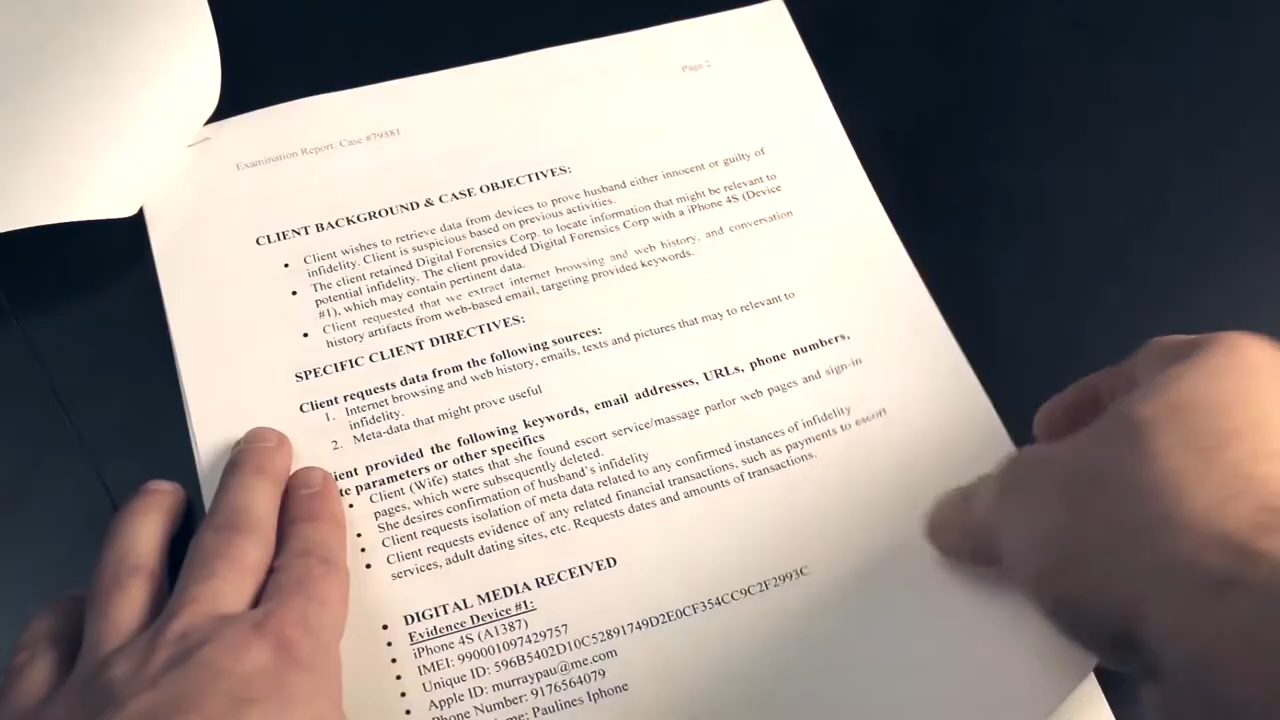 Page 2
Examination Report. Case #79381
CLIENT BACKGROUND & CASE OBJECTIVES:
• Client wishes to retrieve data from devices to prove husband either innocent or guilty of
infidelity. Client is suspicious based on previous activities.
• The client retained Digital Forensics Corp. to locate information that might be relevant to
potential infidelity. The client provided Digital Forensics Corp with a iPhone 4S (Device
#1), which may contain pertinent data.
• Client requested that we extract internet browsing and web history, and conversation
history artifacts from web-based email, targeting provided keywords.
SPECIFIC CLIENT DIRECTIVES:
Client requests data from the following sources:
1. Internet browsing and web history, emails, texts and pictures that may to relevant to
infidelity.
2. Meta-data that might prove useful
ient provided the following keywords, email addresses, URLs, phone numbers,
te parameters or other specifics
• Client (Wife) states that she found escort service/massage parlor web pages and sign-in
pages, which were subsequently deleted.
• She desires confirmation of husband's infidelity
• Client requests isolation of meta data related to any confirmed instances of infidelity
• Client requests evidence of any related financial transactions, such as payments to escort
services, adult dating sites, etc. Requests dates and amounts of transactions.
DIGITAL MEDIA RECEIVED
• Evidence Device #1:
• iPhone 4S (A1387)
• IMEI: 990001097429757
• Unique ID: 596B5402D10C52891749D2E0CF354CC9C2F2993C
• Apple ID: murraypau@me.com
• Phone Number: 9176564079
me: Paulines Iphone